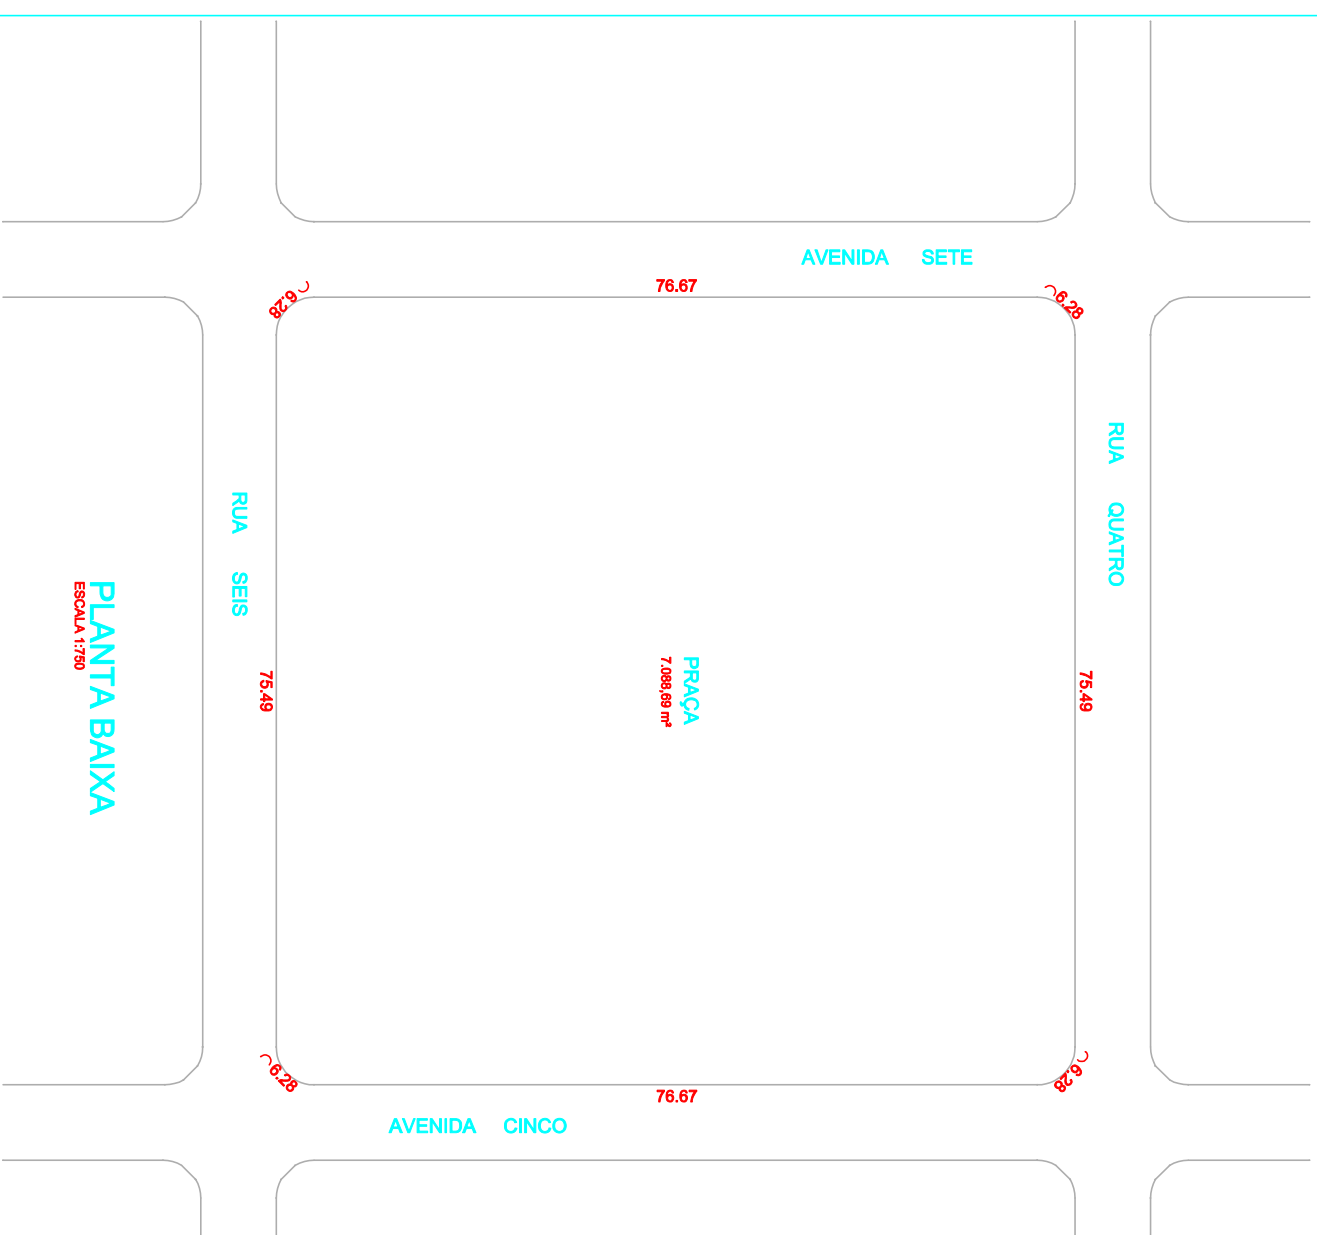 AVENIDA SETE
76.67
6.28
6.28
RUA QUATRO
RUA SEIS
PLANTA BAIXA
ESCALA 1:750
PRAÇA
7.088,69 m²
75.49
75.49
6.28
6.28
76.67
AVENIDA CINCO